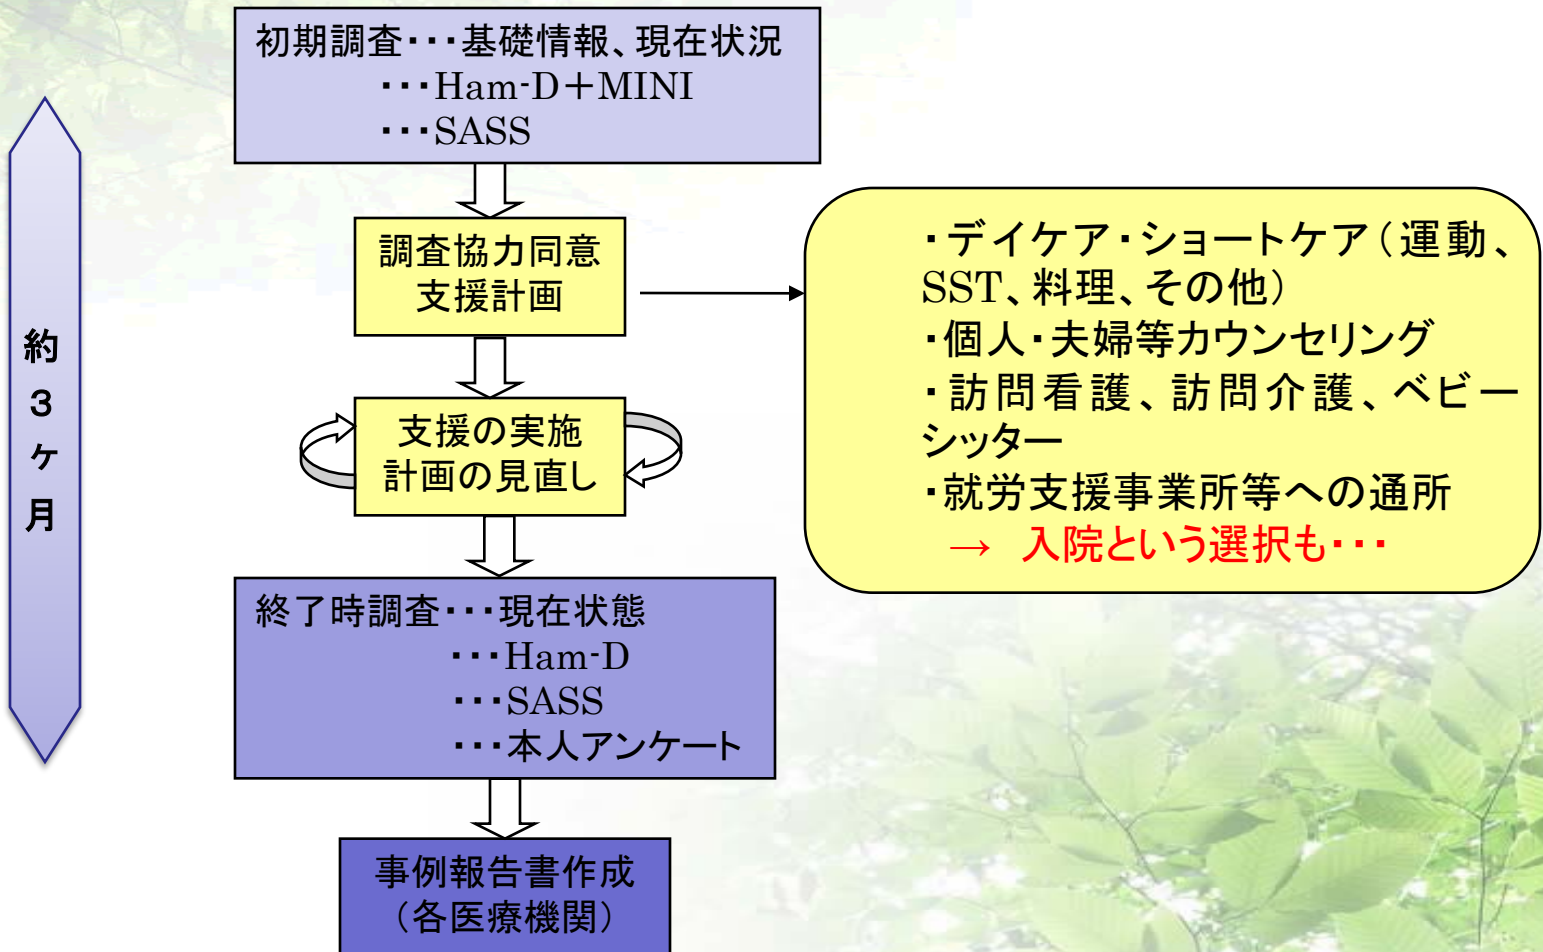 初期調査・・・基礎情報、現在状況
・・・Ham-D＋MINI
・・・SASS
約
３
ヶ
月
調査協力同意
支援計画
・デイケア・ショートケア（運動、
SST、料理、その他）
・個人・夫婦等カウンセリング
・訪問看護、訪問介護、ベビー
シッター
・就労支援事業所等への通所
→　入院という選択も・・・
支援の実施
計画の見直し
終了時調査・・・現在状態
・・・Ham-D
・・・SASS
・・・本人アンケート
事例報告書作成
（各医療機関）